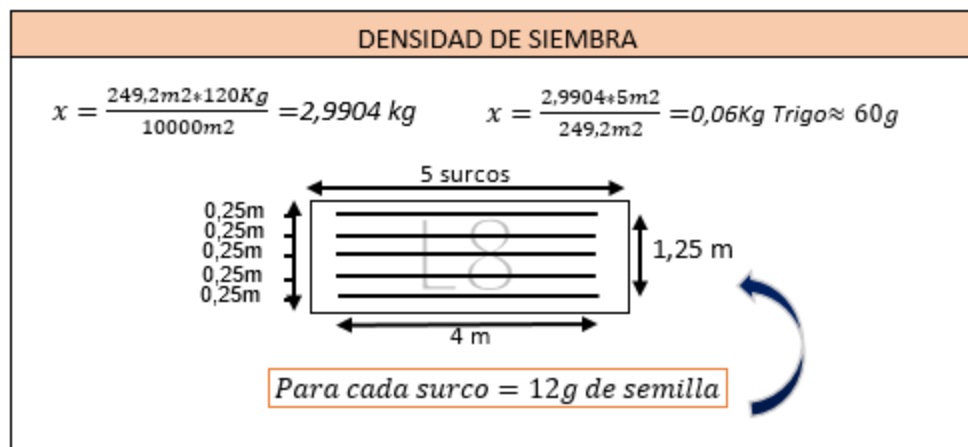 DENSIDAD DE SIEMBRA
x = 249,2m2*120Kg / 10000m2 =2,9904 kg
x = 2,9904*5m2 / 249,2m2 =0,06Kg Trigo≈ 60g
5 surcos
0,25m
0,25m
0,25m
0,25m
0,25m
L8
1,25 m
4 m
Para cada surco = 12g de semilla